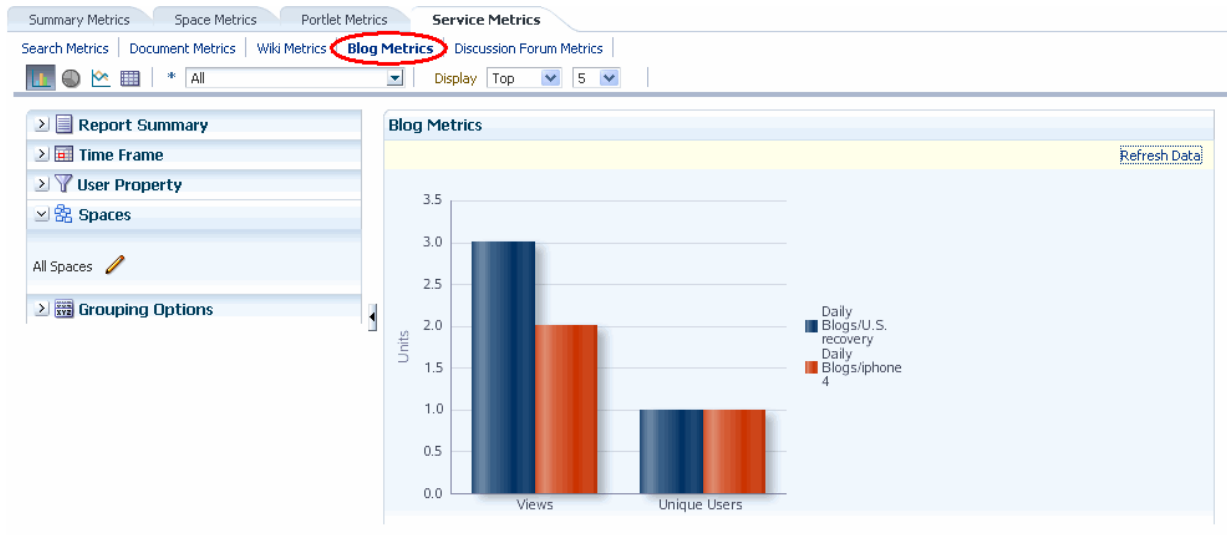 Summary Metrics Space Metrics Portlet Metrics Service Metrics
Search Metrics Document Metrics Wiki Metrics Blog Metrics Discussion Forum Metrics
* All Display Top 5
Report Summary
Time Frame
User Property
Spaces
All Spaces
Grouping Options
Blog Metrics
Refresh Data
3.5
3.0
2.5
2.0
1.5
1.0
0.5
0.0
Units
Views Unique Users
Daily
Blogs/U.S.
recovery
Daily
Blogs/iphone
4